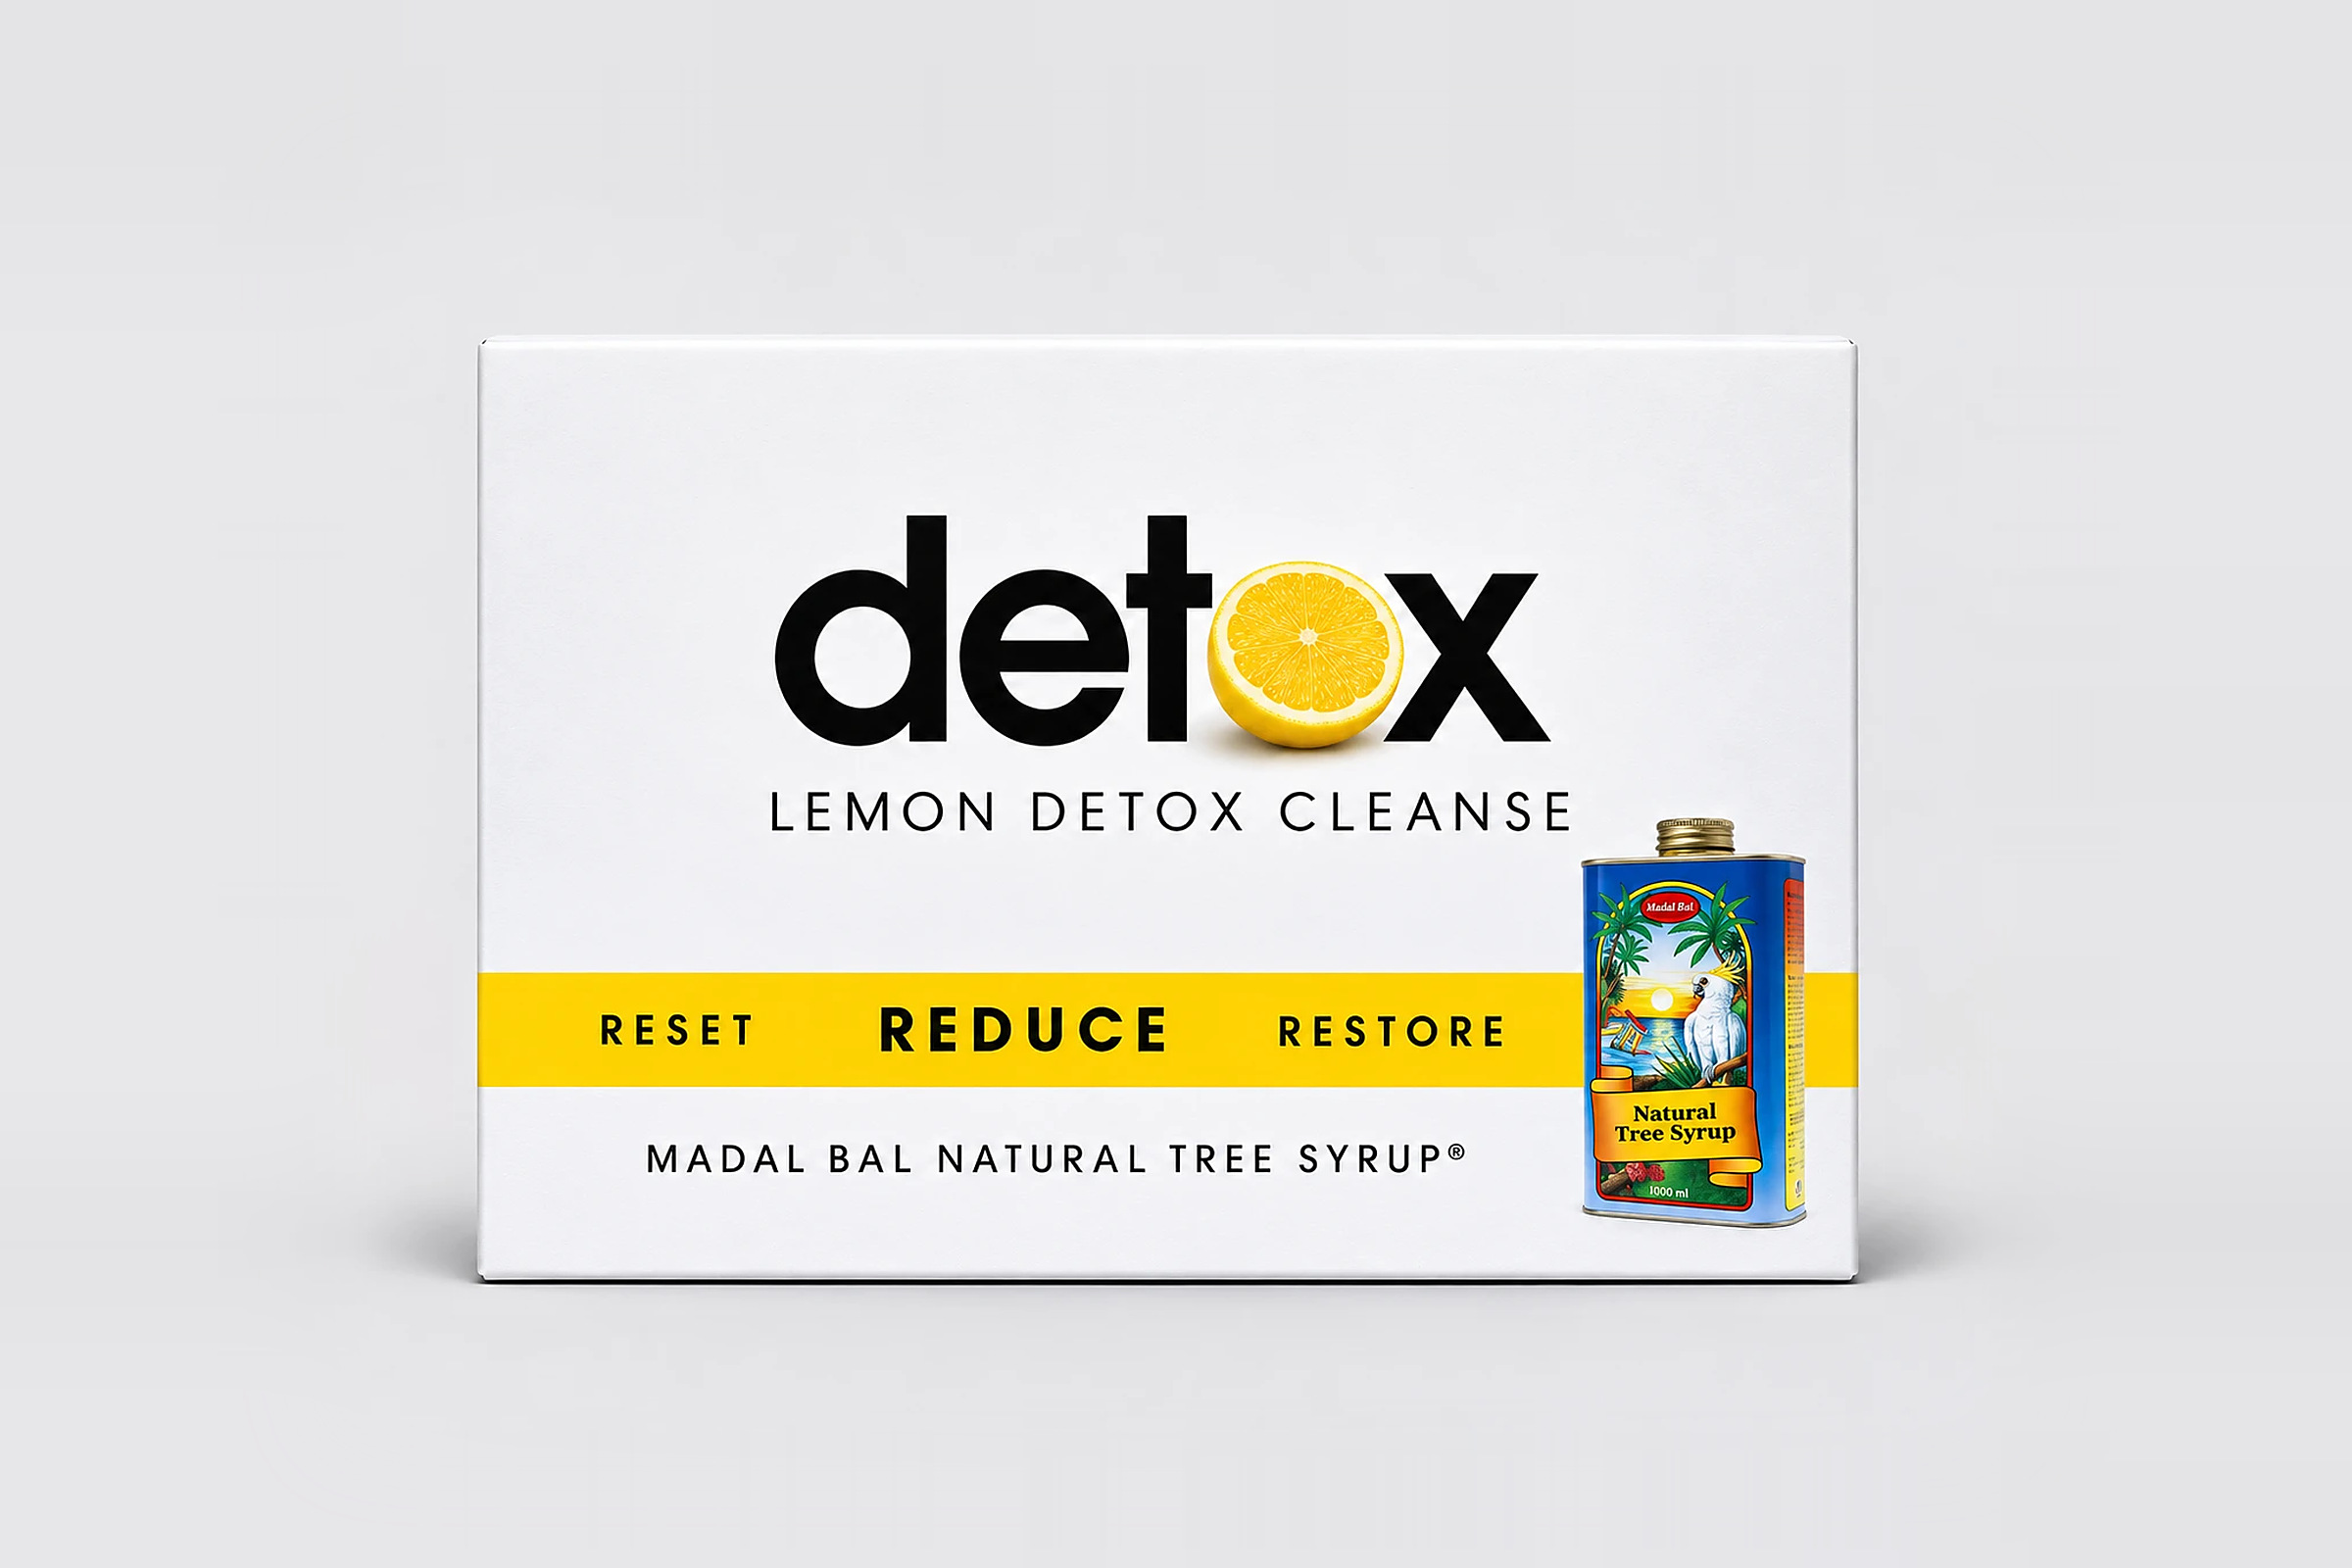 detox
LEMON DETOX CLEANSE
RESET REDUCE RESTORE
MADAL BAL NATURAL TREE SYRUP®
Madal Bal
Natural
Tree Syrup
1000 ml